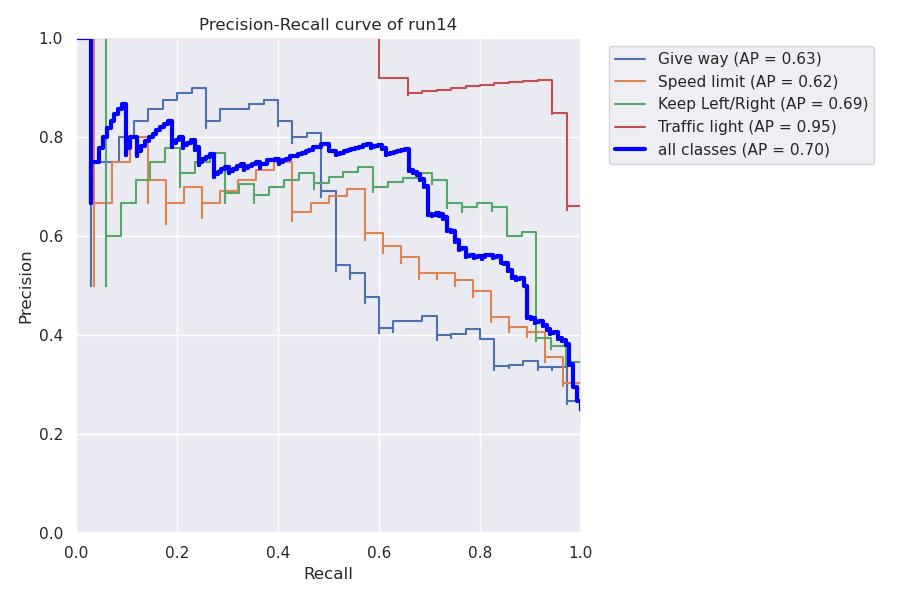 Precision-Recall curve of run14
1.0
0.8
0.6
0.4
0.2
0.0
Precision
0.0 0.2 0.4 0.6 0.8 1.0
Recall
Give way (AP = 0.63)
Speed limit (AP = 0.62)
Keep Left/Right (AP = 0.69)
Traffic light (AP = 0.95)
all classes (AP = 0.70)